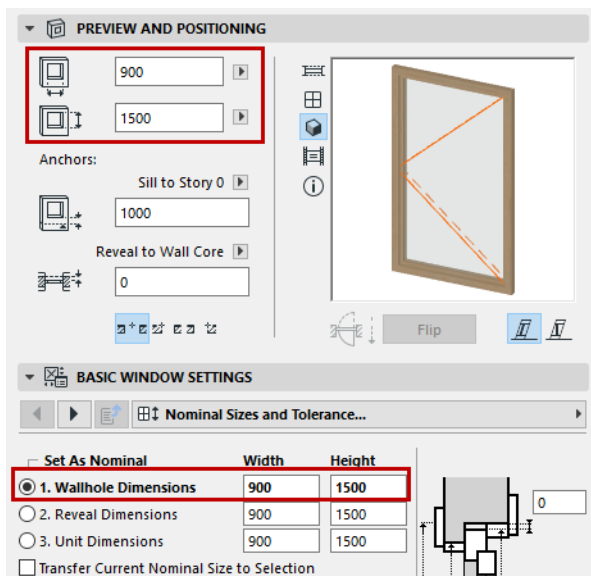 PREVIEW AND POSITIONING
900
1500
Anchors:
Sill to Story 0
1000
Reveal to Wall Core
0
Flip
BASIC WINDOW SETTINGS
Nominal Sizes and Tolerance...
Set As Nominal Width Height
1. Wallhole Dimensions 900 1500
0
2. Reveal Dimensions 900 1500
3. Unit Dimensions 900 1500
Transfer Current Nominal Size to Selection